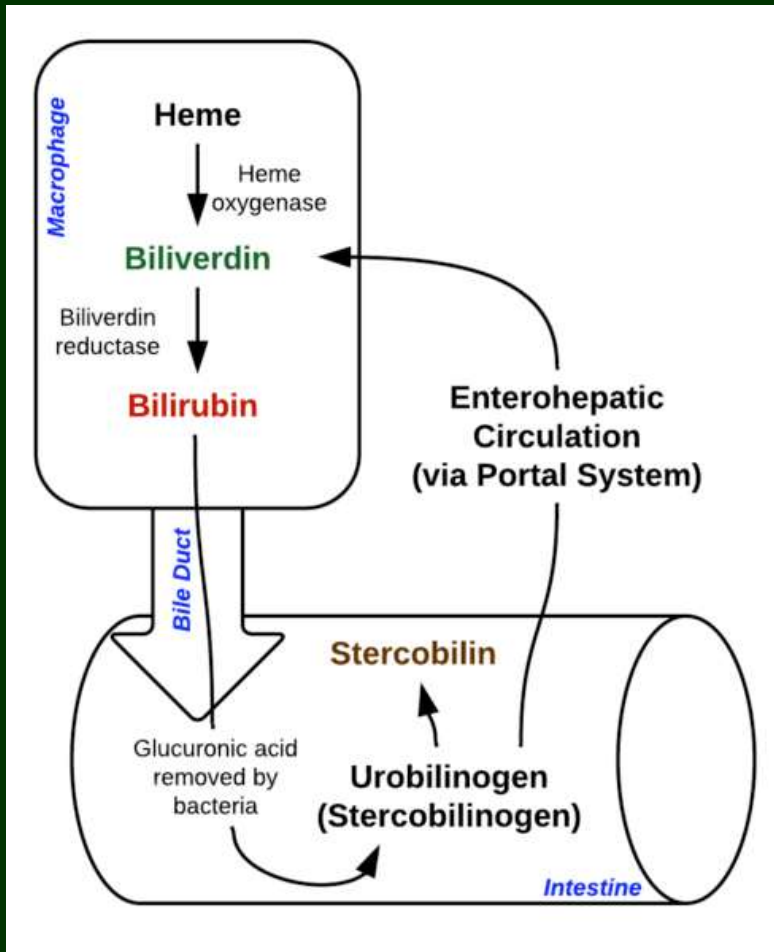 Macrophage
Heme
Heme
oxygenase
Biliverdin
Biliverdin
reductase
Bilirubin
Enterohepatic
Circulation
(via Portal System)
Bile Duct
Stercobilin
Glucuronic acid
removed by
bacteria
Urobilinogen
(Stercobilinogen)
Intestine